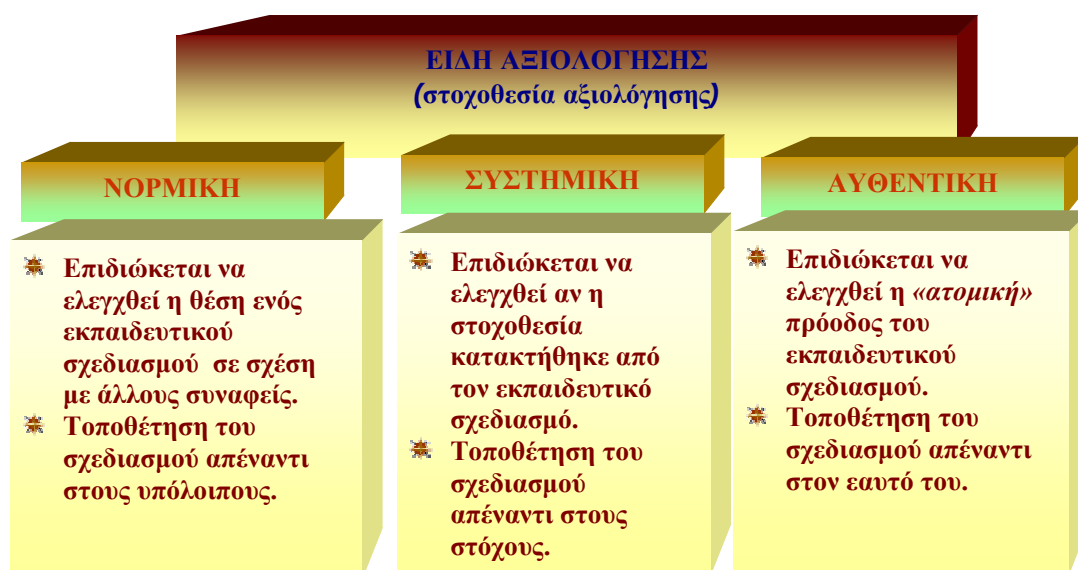 ΕΙΔΗ ΑΞΙΟΛΟΓΗΣΗΣ
(στοχοθεσία αξιολόγησης)
ΝΟΡΜΙΚΗ
Επιδιώκεται να
ελεγχθεί η θέση ενός
εκπαιδευτικού
σχεδιασμού σε σχέση
με άλλους συναφείς.
Τοποθέτηση του
σχεδιασμού απέναντι
στους υπόλοιπους.
ΣΥΣΤΗΜΙΚΗ
Επιδιώκεται να
ελεγχθεί αν η
στοχοθεσία
κατακτήθηκε από
τον εκπαιδευτικό
σχεδιασμό.
Τοποθέτηση του
σχεδιασμού
απέναντι στους
στόχους.
ΑΥΘΕΝΤΙΚΗ
Επιδιώκεται να
ελεγχθεί η «ατομική»
πρόοδος του
εκπαιδευτικού
σχεδιασμού.
Τοποθέτηση του
σχεδιασμού απέναντι
στον εαυτό του.